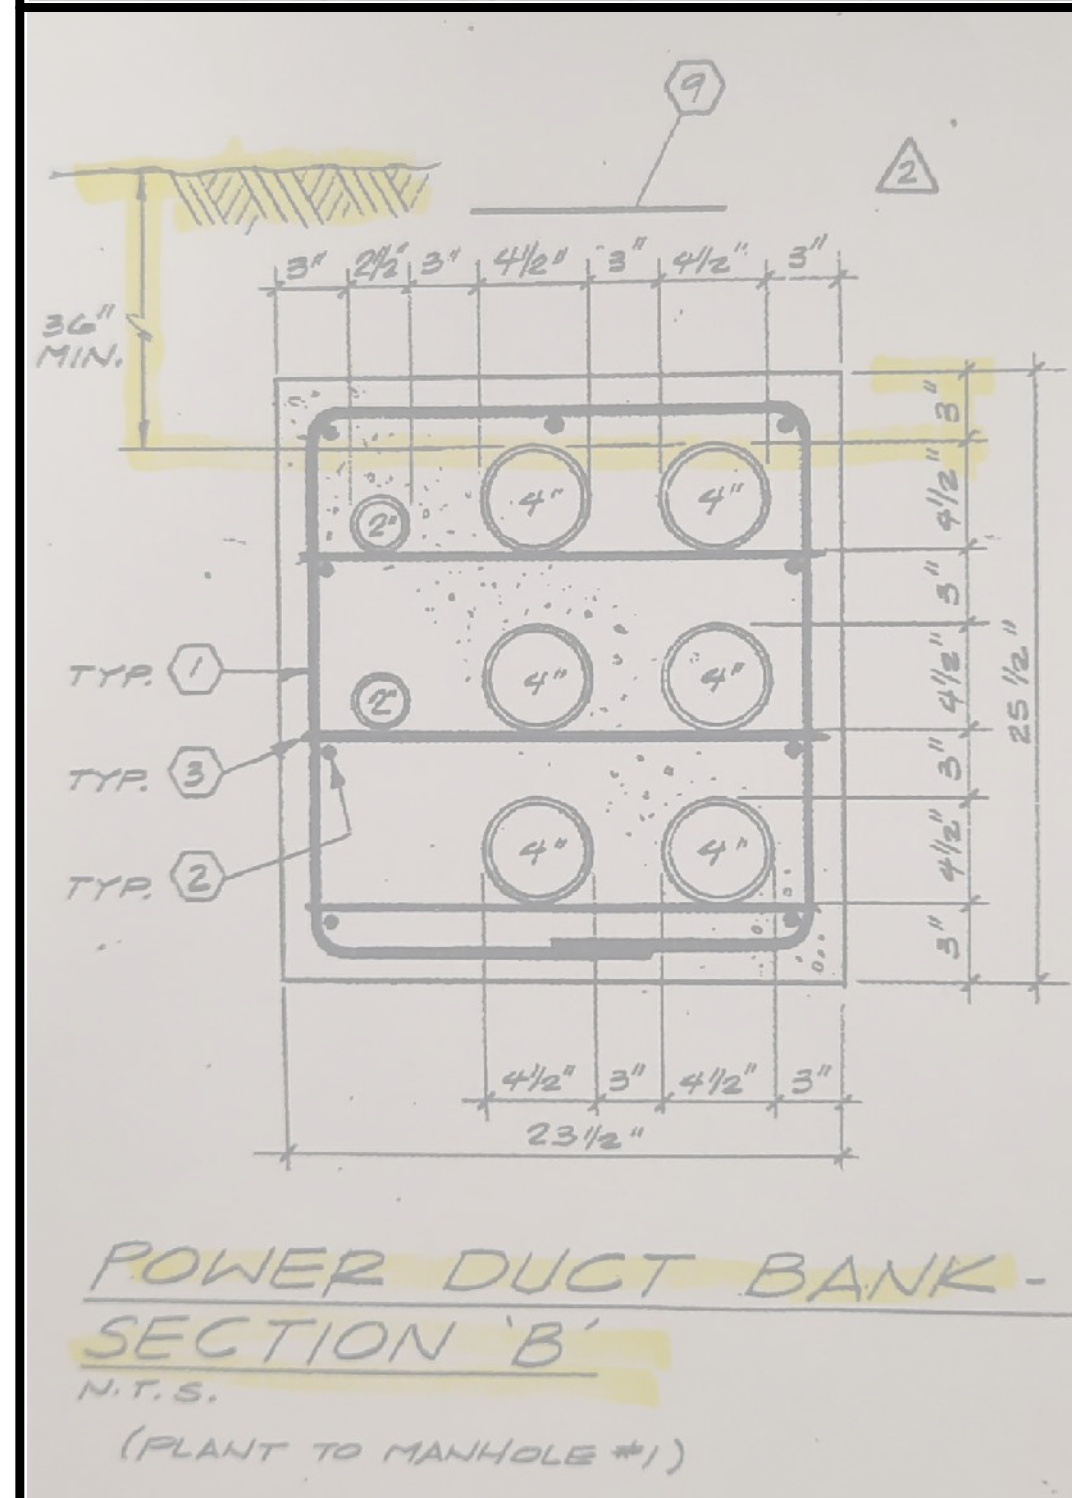 9
2
3" 2½" 3" 4½" 3" 4½" 3"
36"
MIN.
3"
4½"
3"
4½"
3"
4½"
3"
25 ½"
2" 4" 4"
4" 4"
2"
4" 4"
TYP. 1
TYP. 3
TYP. 2
4½" 3" 4½" 3"
23½"
POWER DUCT BANK -
SECTION 'B'
N.T.S.
(PLANT TO MANHOLE #1)